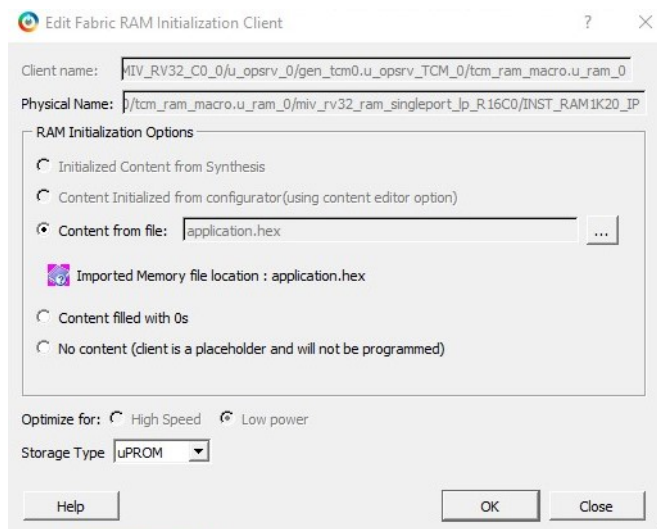 Edit Fabric RAM Initialization Client
Client name: MIV_RV32_C0_0/u_opsrv_0/gen_tcm0.u_opsrv_TCM_0/tcm_ram_macro.u_ram_0
Physical Name: 0/tcm_ram_macro.u_ram_0/miv_rv32_ram_singleport_lp_R16C0/INST_RAM1K20_IP
RAM Initialization Options
Initialized Content from Synthesis
Content Initialized from configurator(using content editor option)
Content from file: application.hex ...
Imported Memory file location : application.hex
Content filled with 0s
No content (client is a placeholder and will not be programmed)
Optimize for: High Speed Low power
Storage Type uPROM
Help OK Close